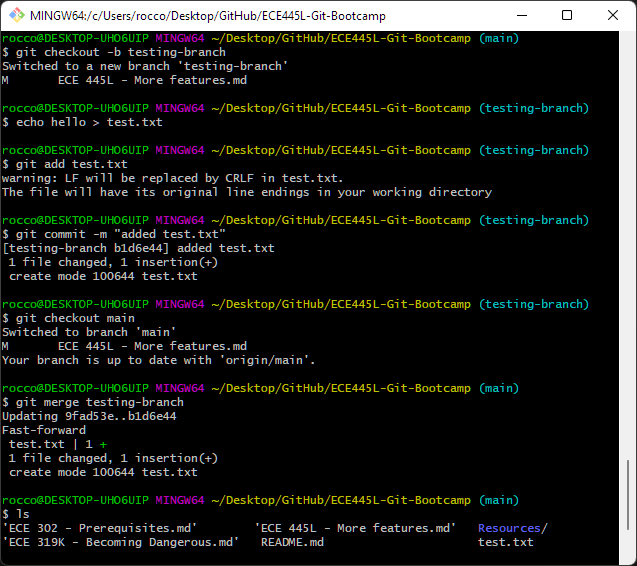 MINGW64:/c/Users/rocco/Desktop/GitHub/ECE445L-Git-Bootcamp
rocco@DESKTOP-UHO6UIP MINGW64 ~/Desktop/GitHub/ECE445L-Git-Bootcamp (main)
$ git checkout -b testing-branch
Switched to a new branch 'testing-branch'
M       ECE 445L - More features.md
rocco@DESKTOP-UHO6UIP MINGW64 ~/Desktop/GitHub/ECE445L-Git-Bootcamp (testing-branch)
$ echo hello > test.txt
rocco@DESKTOP-UHO6UIP MINGW64 ~/Desktop/GitHub/ECE445L-Git-Bootcamp (testing-branch)
$ git add test.txt
warning: LF will be replaced by CRLF in test.txt.
The file will have its original line endings in your working directory
rocco@DESKTOP-UHO6UIP MINGW64 ~/Desktop/GitHub/ECE445L-Git-Bootcamp (testing-branch)
$ git commit -m "added test.txt"
[testing-branch b1d6e44] added test.txt
 1 file changed, 1 insertion(+)
 create mode 100644 test.txt
rocco@DESKTOP-UHO6UIP MINGW64 ~/Desktop/GitHub/ECE445L-Git-Bootcamp (testing-branch)
$ git checkout main
Switched to branch 'main'
M       ECE 445L - More features.md
Your branch is up to date with 'origin/main'.
rocco@DESKTOP-UHO6UIP MINGW64 ~/Desktop/GitHub/ECE445L-Git-Bootcamp (main)
$ git merge testing-branch
Updating 9fad53e..b1d6e44
Fast-forward
 test.txt | 1 +
 1 file changed, 1 insertion(+)
 create mode 100644 test.txt
rocco@DESKTOP-UHO6UIP MINGW64 ~/Desktop/GitHub/ECE445L-Git-Bootcamp (main)
$ ls
'ECE 302 - Prerequisites.md'        'ECE 445L - More features.md'   Resources/
'ECE 319K - Becoming Dangerous.md'   README.md                      test.txt